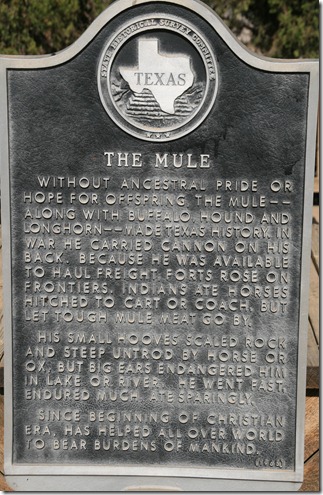 STATE HISTORICAL SURVEY COMMITTEE
TEXAS
THE MULE
WITHOUT ANCESTRAL PRIDE OR
HOPE FOR OFFSPRING, THE MULE--
ALONG WITH BUFFALO, HOUND AND
LONGHORN--MADE TEXAS HISTORY. IN
WAR HE CARRIED CANNON ON HIS
BACK. BECAUSE HE WAS AVAILABLE
TO HAUL FREIGHT, FORTS ROSE ON
FRONTIERS. INDIANS ATE HORSES
HITCHED TO CART OR COACH, BUT
LET TOUGH MULE MEAT GO BY.
HIS SMALL HOOVES SCALED ROCK
AND STEEP UNTROD BY HORSE OR
OX, BUT BIG EARS ENDANGERED HIM
IN LAKE OR RIVER. HE WENT FAST,
ENDURED MUCH, ATE SPARINGLY.
SINCE BEGINNING OF CHRISTIAN
ERA, HAS HELPED ALL OVER WORLD
TO BEAR BURDENS OF MANKIND.